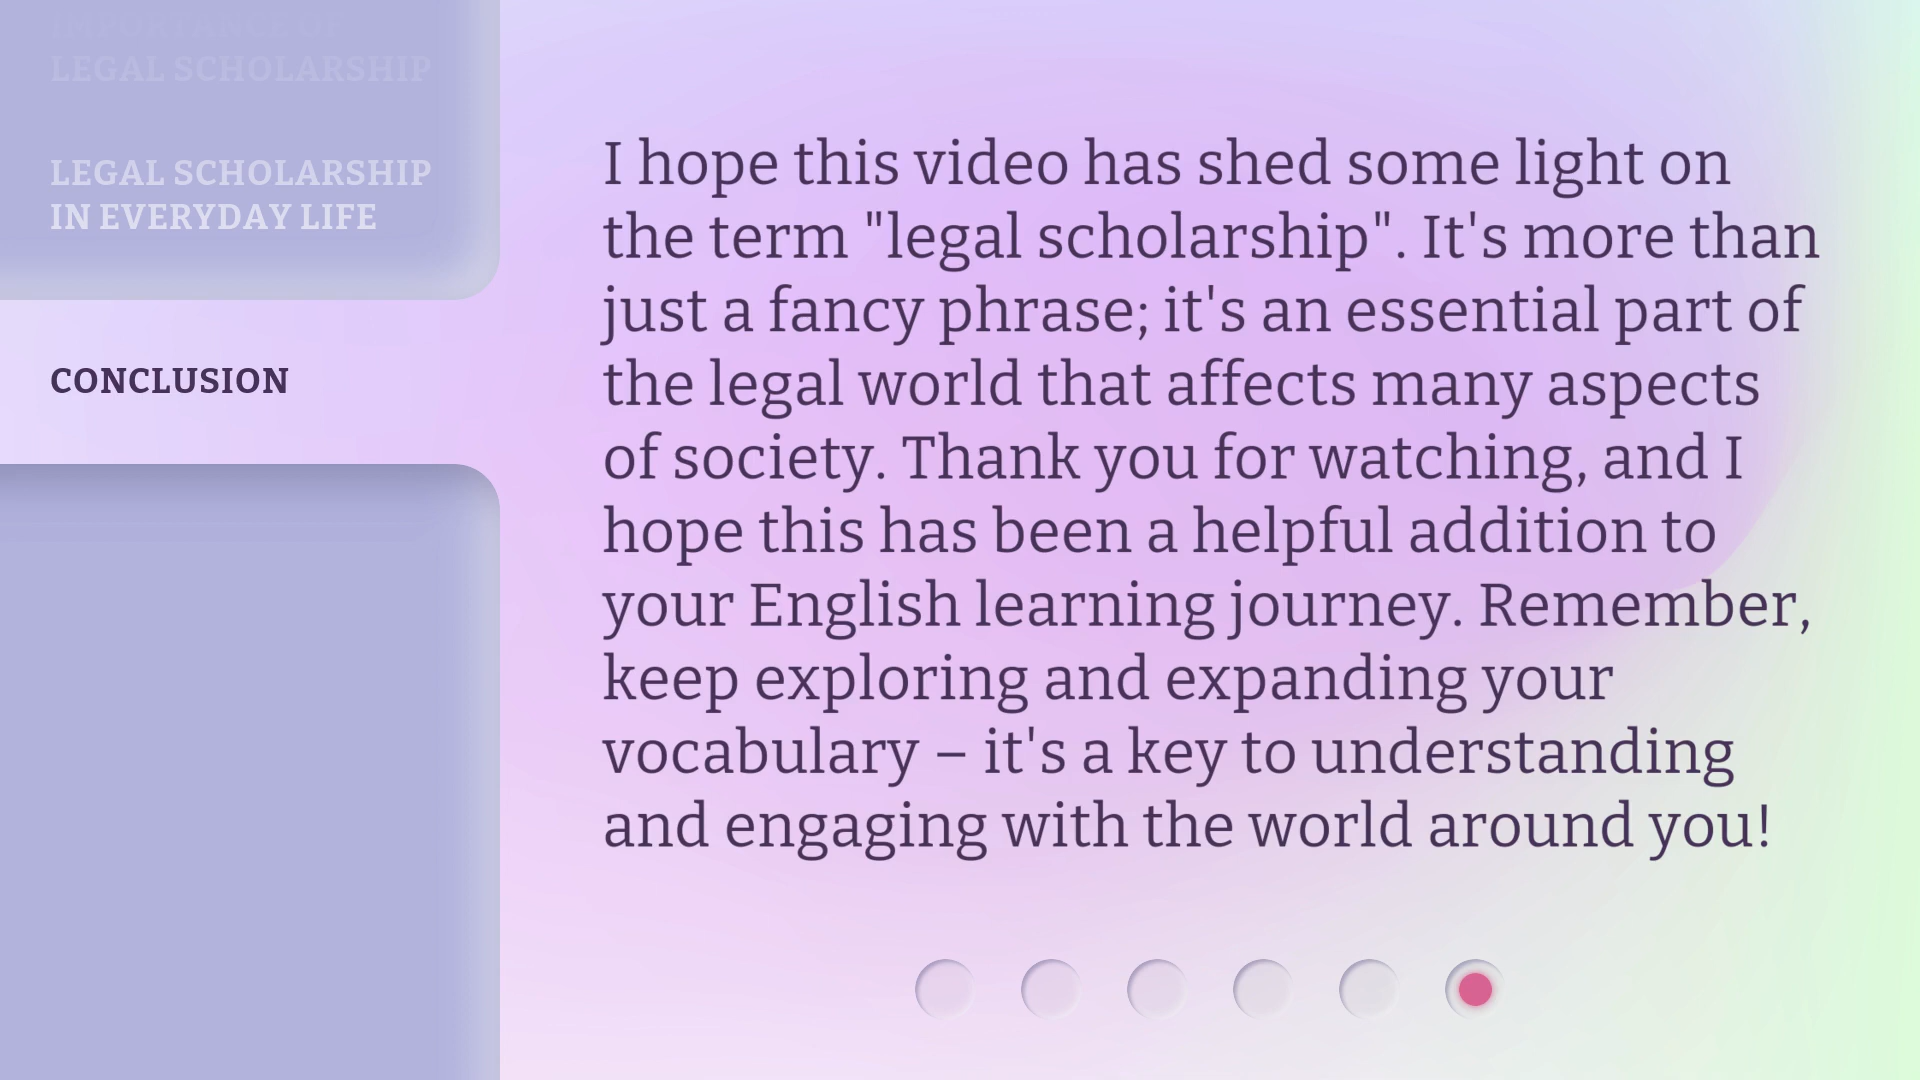 IMPORTANCE OF
LEGAL SCHOLARSHIP
LEGAL SCHOLARSHIP
IN EVERYDAY LIFE
CONCLUSION
I hope this video has shed some light on
the term "legal scholarship". It's more than
just a fancy phrase; it's an essential part of
the legal world that affects many aspects
of society. Thank you for watching, and I
hope this has been a helpful addition to
your English learning journey. Remember,
keep exploring and expanding your
vocabulary – it's a key to understanding
and engaging with the world around you!